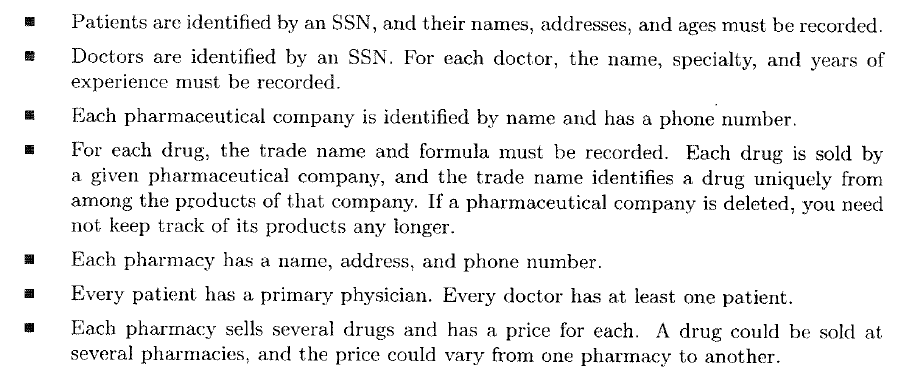 ▪ Patients are identified by an SSN, and their names, addresses, and ages must be recorded.
▪ Doctors are identified by an SSN. For each doctor, the name, specialty, and years of
experience must be recorded.
▪ Each pharmaceutical company is identified by name and has a phone number.
▪ For each drug, the trade name and formula must be recorded. Each drug is sold by
a given pharmaceutical company, and the trade name identifies a drug uniquely from
among the products of that company. If a pharmaceutical company is deleted, you need
not keep track of its products any longer.
▪ Each pharmacy has a name, address, and phone number.
▪ Every patient has a primary physician. Every doctor has at least one patient.
▪ Each pharmacy sells several drugs and has a price for each. A drug could be sold at
several pharmacies, and the price could vary from one pharmacy to another.